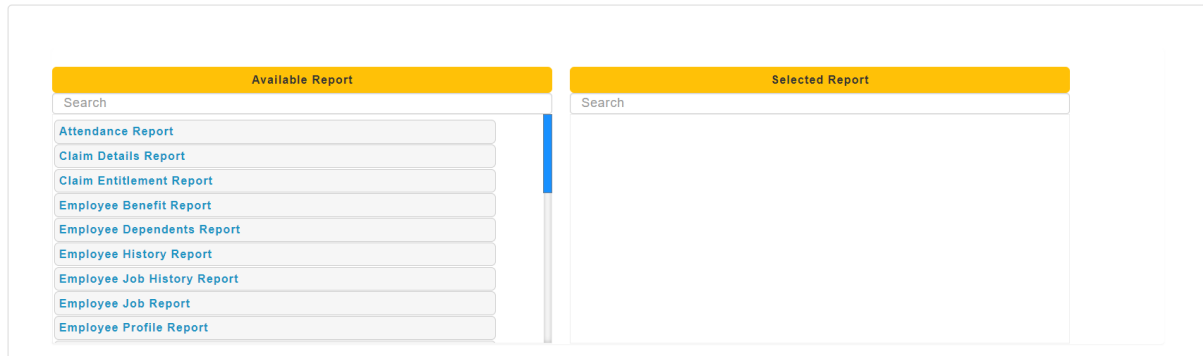 Available Report
Search
Attendance Report
Claim Details Report
Claim Entitlement Report
Employee Benefit Report
Employee Dependents Report
Employee History Report
Employee Job History Report
Employee Job Report
Employee Profile Report
Selected Report
Search